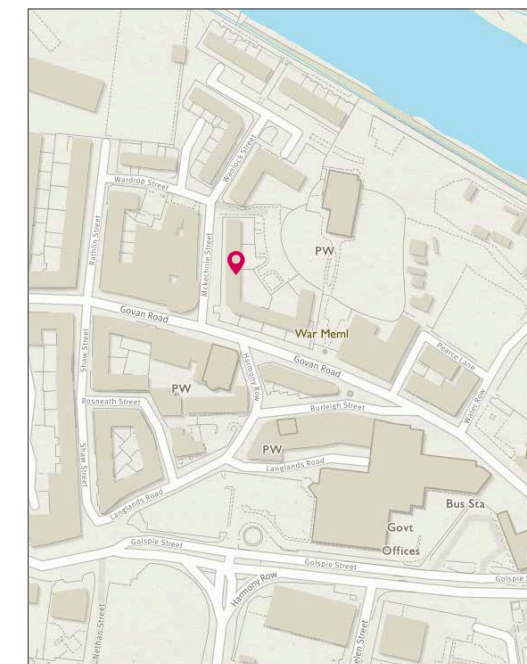 Wanlock Street
Wardrop Street
Rathlin Street
Mckechnie Street
PW
Govan Road
War Meml
Govan Road
Pearce Lane
Shaw Street
Harmony Row
PW
Water Row
Rosneath Street
Burleigh Street
PW
Langlands Road
Shaw Street
Bus Sta
Langlands Road
Govt
Offices
Golspie Street
Golspie Street
Golspie S
Harmony Row
Nethan Street
elen Street